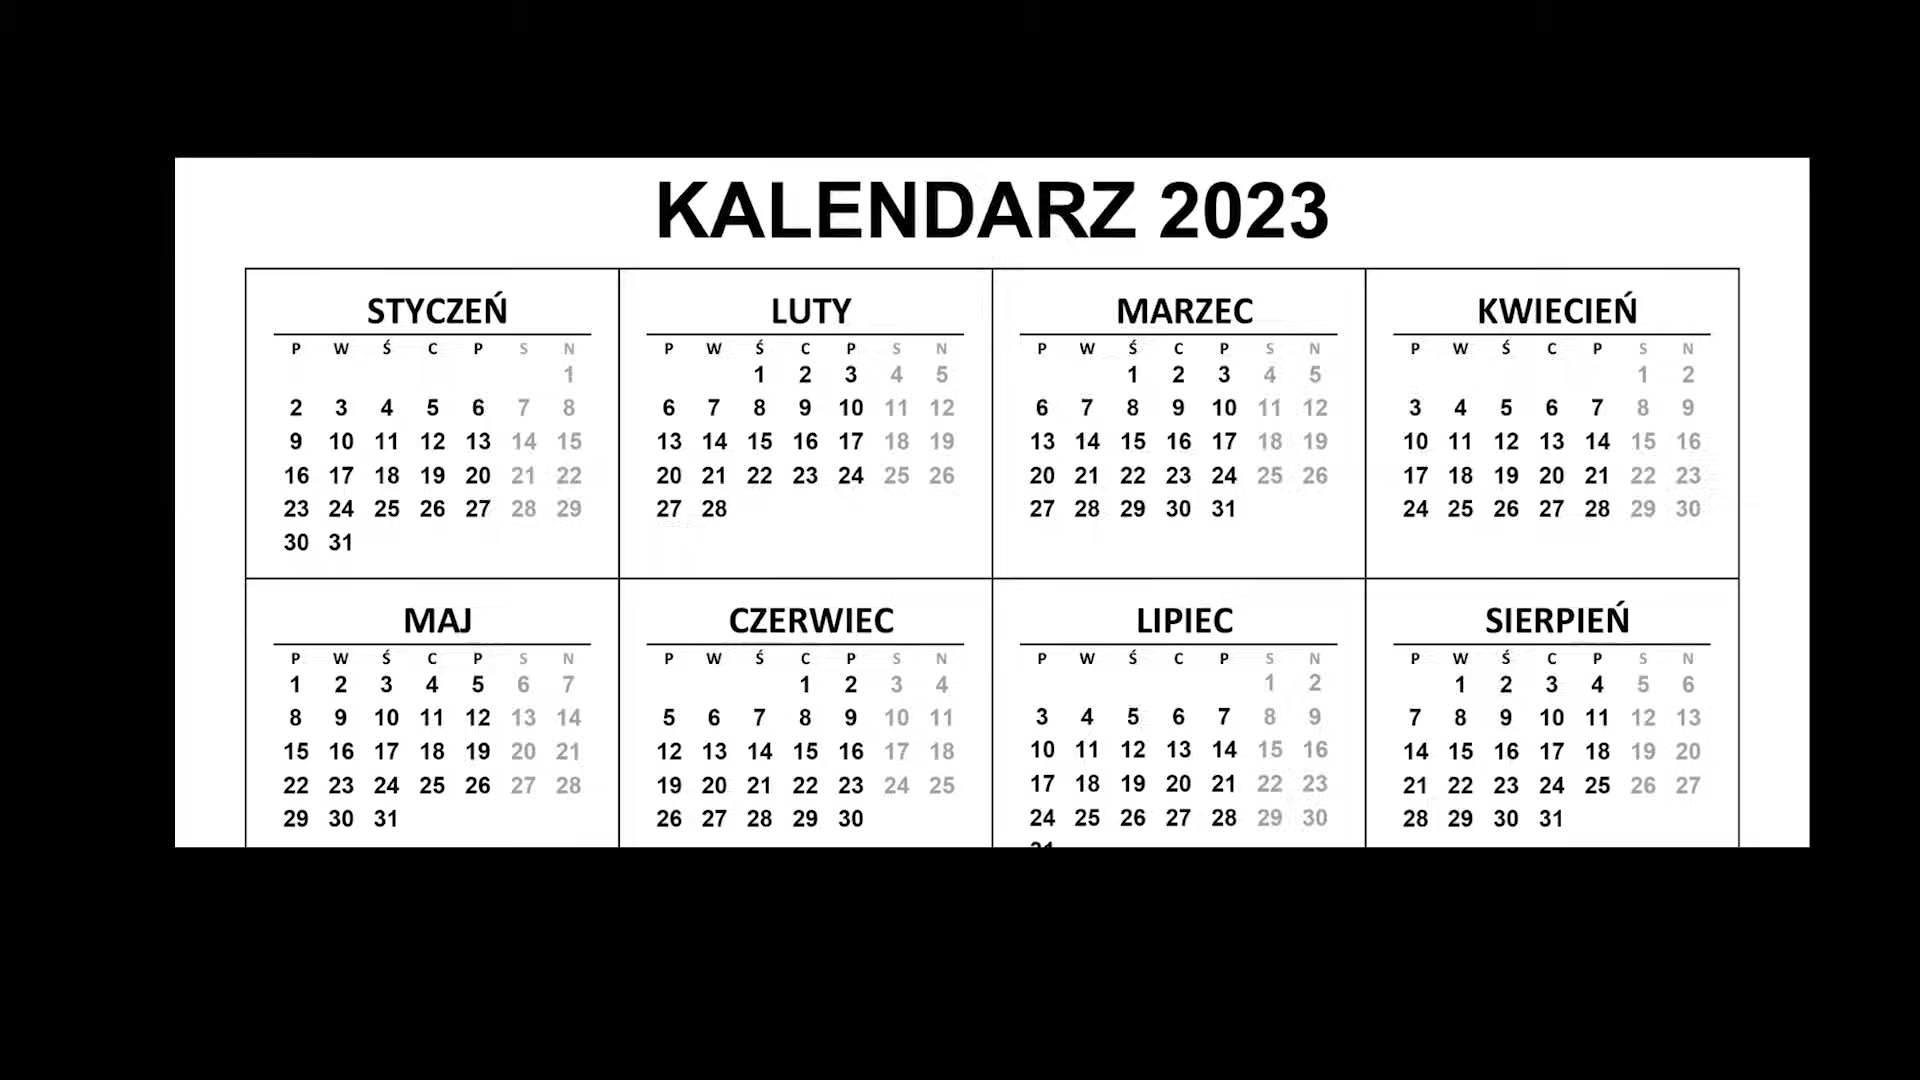 KALENDARZ 2023
STYCZEŃ
P W Ś C P S N
1
2 3 4 5 6 7 8
9 10 11 12 13 14 15
16 17 18 19 20 21 22
23 24 25 26 27 28 29
30 31
LUTY
P W Ś C P S N
1 2 3 4 5
6 7 8 9 10 11 12
13 14 15 16 17 18 19
20 21 22 23 24 25 26
27 28
MARZEC
P W Ś C P S N
1 2 3 4 5
6 7 8 9 10 11 12
13 14 15 16 17 18 19
20 21 22 23 24 25 26
27 28 29 30 31
KWIECIEŃ
P W Ś C P S N
1 2
3 4 5 6 7 8 9
10 11 12 13 14 15 16
17 18 19 20 21 22 23
24 25 26 27 28 29 30
MAJ
P W Ś C P S N
1 2 3 4 5 6 7
8 9 10 11 12 13 14
15 16 17 18 19 20 21
22 23 24 25 26 27 28
29 30 31
CZERWIEC
P W Ś C P S N
1 2 3 4
5 6 7 8 9 10 11
12 13 14 15 16 17 18
19 20 21 22 23 24 25
26 27 28 29 30
LIPIEC
P W Ś C P S N
1 2
3 4 5 6 7 8 9
10 11 12 13 14 15 16
17 18 19 20 21 22 23
24 25 26 27 28 29 30
31
SIERPIEŃ
P W Ś C P S N
1 2 3 4 5 6
7 8 9 10 11 12 13
14 15 16 17 18 19 20
21 22 23 24 25 26 27
28 29 30 31